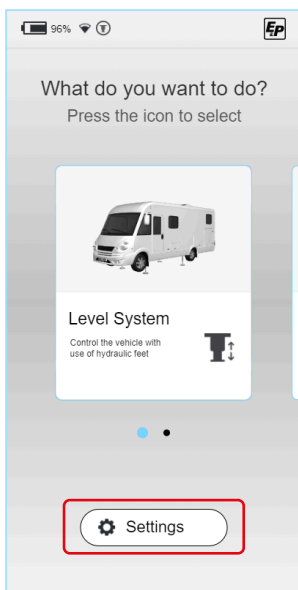 96%
EP
What do you want to do?
Press the icon to select
Level System
Control the vehicle with
use of hydraulic feet
Settings